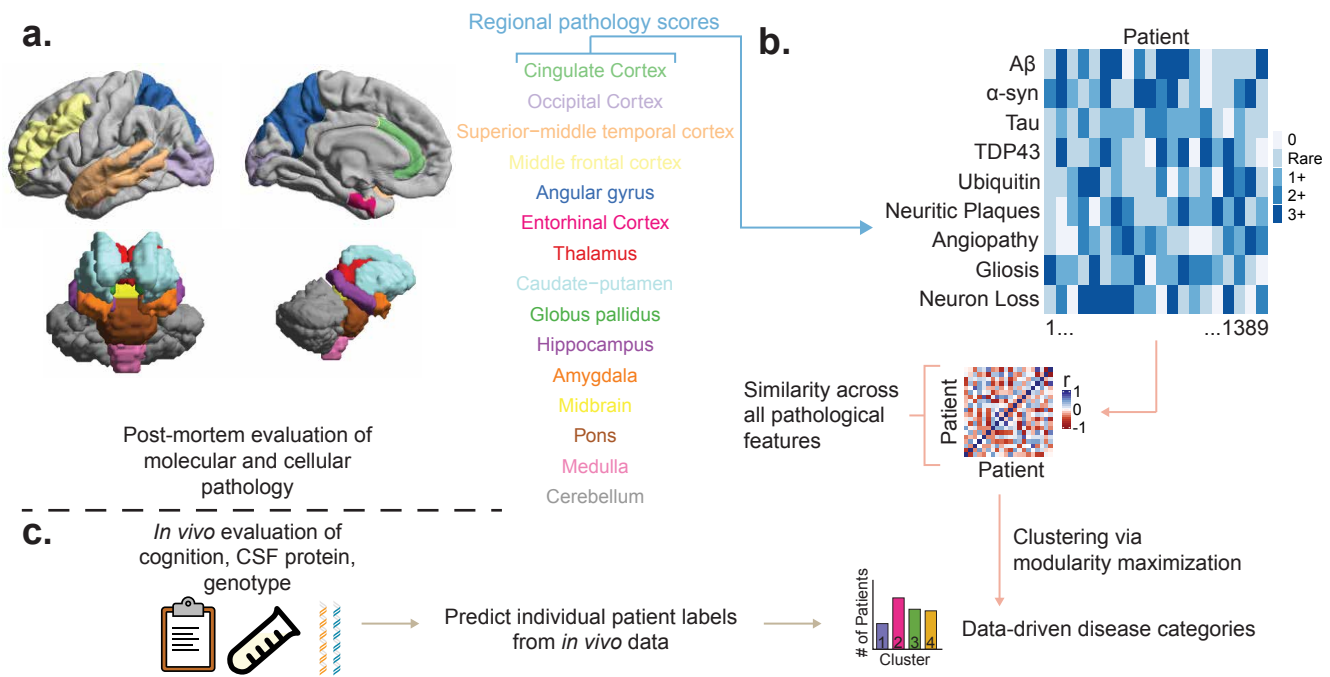 a.
Regional pathology scores
Cingulate Cortex
Occipital Cortex
Superior−middle temporal cortex
Middle frontal cortex
Angular gyrus
Entorhinal Cortex
Thalamus
Caudate−putamen
Globus pallidus
Hippocampus
Amygdala
Midbrain
Pons
Medulla
Cerebellum
Post-mortem evaluation of
molecular and cellular
pathology
b.
Patient
Aβ
α-syn
Tau
TDP43
Ubiquitin
Neuritic Plaques
Angiopathy
Gliosis
Neuron Loss
1...
...1389
0
Rare
1+
2+
3+
Similarity across
all pathological
features
Patient
Patient
r
1
0
-1
Clustering via
modularity maximization
c.
In vivo evaluation of
cognition, CSF protein,
genotype
Predict individual patient labels
from in vivo data
# of Patients
1 2 3 4
Cluster
Data-driven disease categories